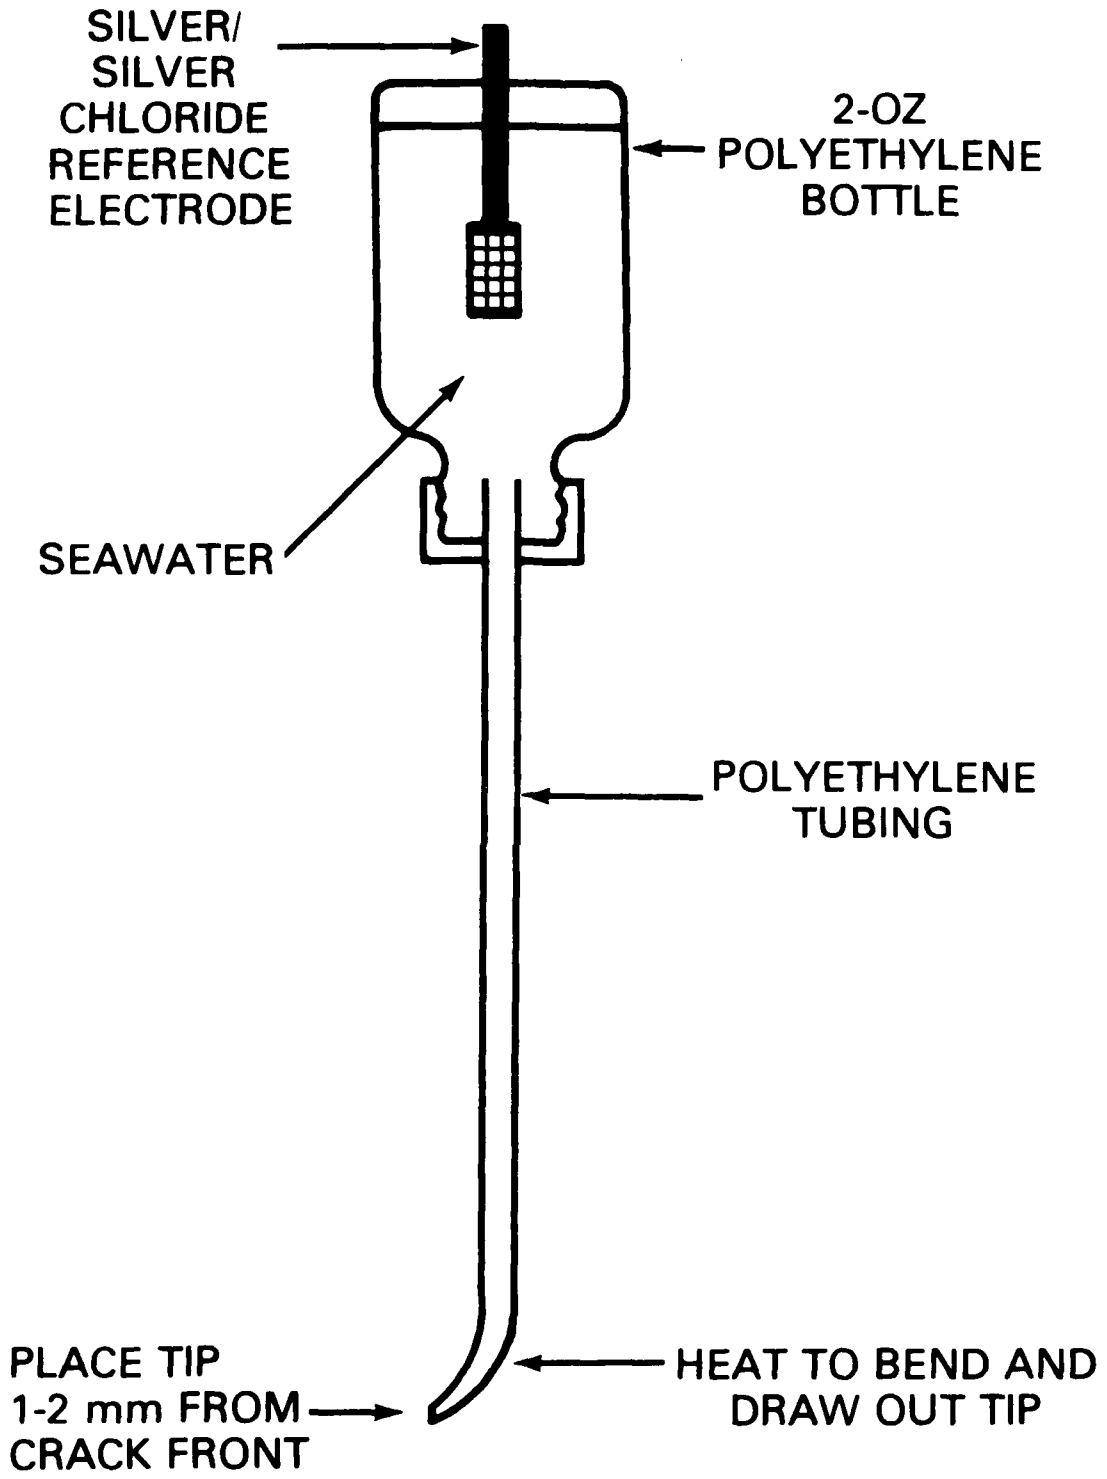 SILVER/
SILVER
CHLORIDE
REFERENCE
ELECTRODE
2-OZ
POLYETHYLENE
BOTTLE
SEAWATER
POLYETHYLENE
TUBING
PLACE TIP
1-2 mm FROM
CRACK FRONT
HEAT TO BEND AND
DRAW OUT TIP